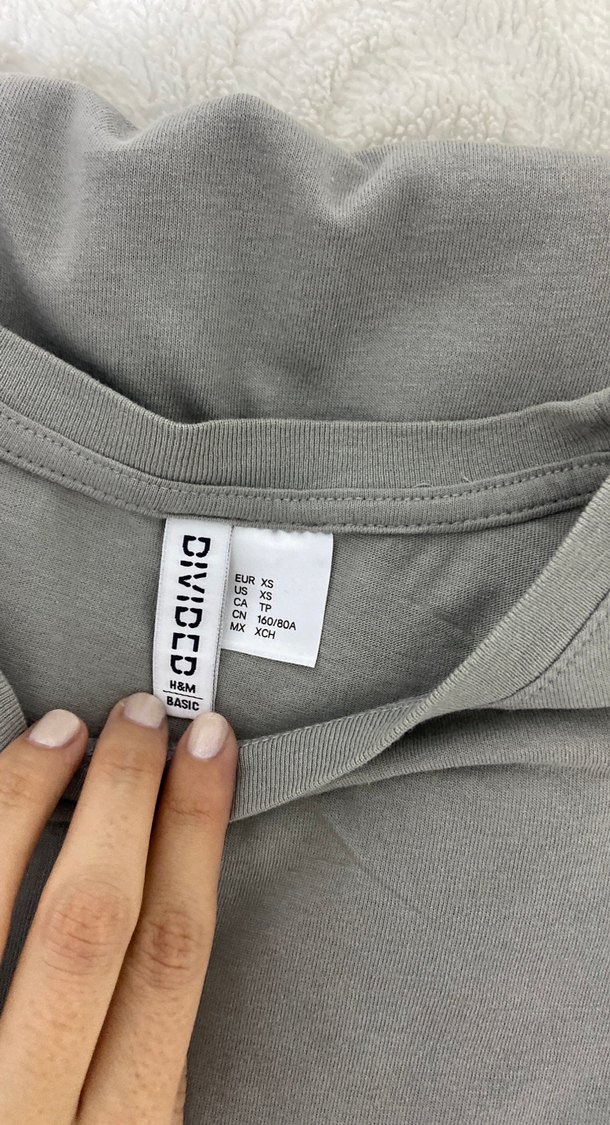 DIVIDED
H&M
BASIC
EUR XS
US XS
CA TP
CN 160/80A
MX XCH